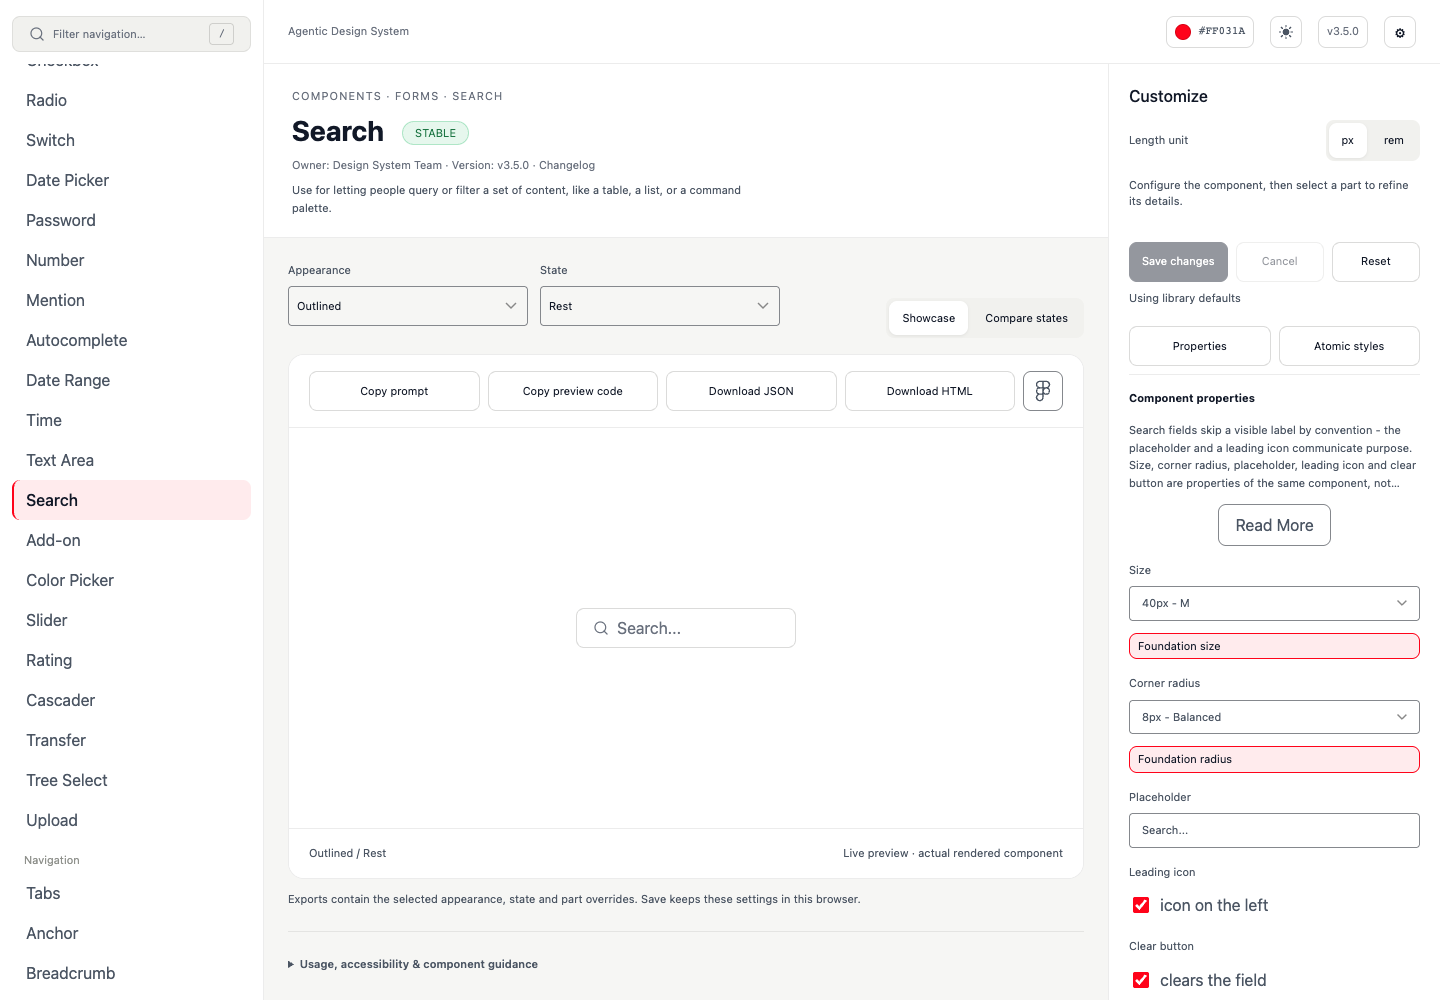 Filter navigation...
/
Checkbox
Radio
Switch
Date Picker
Password
Number
Mention
Autocomplete
Date Range
Time
Text Area
Search
Add-on
Color Picker
Slider
Rating
Cascader
Transfer
Tree Select
Upload
Navigation
Tabs
Anchor
Breadcrumb
Agentic Design System
#FF031A
v3.5.0
COMPONENTS · FORMS · SEARCH
Search
STABLE
Owner: Design System Team · Version: v3.5.0 · Changelog
Use for letting people query or filter a set of content, like a table, a list, or a command
palette.
Appearance
State
Outlined
Rest
Showcase
Compare states
Copy prompt
Copy preview code
Download JSON
Download HTML
Search...
Outlined / Rest
Live preview · actual rendered component
Exports contain the selected appearance, state and part overrides. Save keeps these settings in this browser.
Usage, accessibility & component guidance
Customize
Length unit
px
rem
Configure the component, then select a part to refine
its details.
Save changes
Cancel
Reset
Using library defaults
Properties
Atomic styles
Component properties
Search fields skip a visible label by convention - the
placeholder and a leading icon communicate purpose.
Size, corner radius, placeholder, leading icon and clear
button are properties of the same component, not...
Read More
Size
40px - M
Foundation size
Corner radius
8px - Balanced
Foundation radius
Placeholder
Search...
Leading icon
icon on the left
Clear button
clears the field